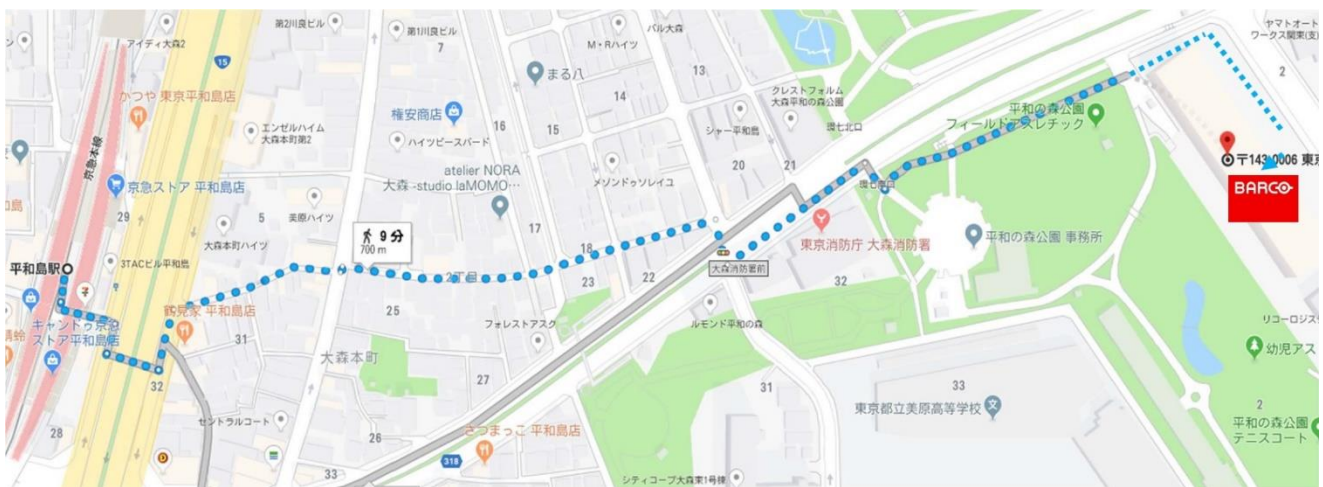 アイディ大森2
第2川良ビル
第1川良ビル
7
M・Rハイツ
パル大森
ヤマトオート
ワークス関東(支)
2
15
まる八
13
14
クレストフォルム
大森平和の森公園
かつや 東京平和島店
権安商店
エンゼルハイム
大森本町第2
ハイツビースバード
16
15
シャー平和島
環七北口
平和の森公園
フィールドアスレチック
京急本線
atelier NORA
大森 -studio laMOMO…
メゾンドゥソレイユ
20
21
〒143-0006 東京
BARCO
京急ストア 平和島店
29
5
美原ハイツ
9 分
700 m
17
18
環七南口
東京消防庁 大森消防署
平和の森公園 事務所
大森本町ハイツ
平和島駅
3TACビル平和島
2丁目
23
22
大森消防署前
32
鶴見家 平和島店
25
キャンドゥ京急
ストア平和島店
フォレストアスク
ルモンド平和の森
リコーロジス
31
大森本町
幼児アス
32
27
31
33
東京都立美原高等学校
2
セントラルコート
26
さつまっこ 平和島店
平和の森公園
テニスコート
28
318
33
シティコープ大森東1号棟